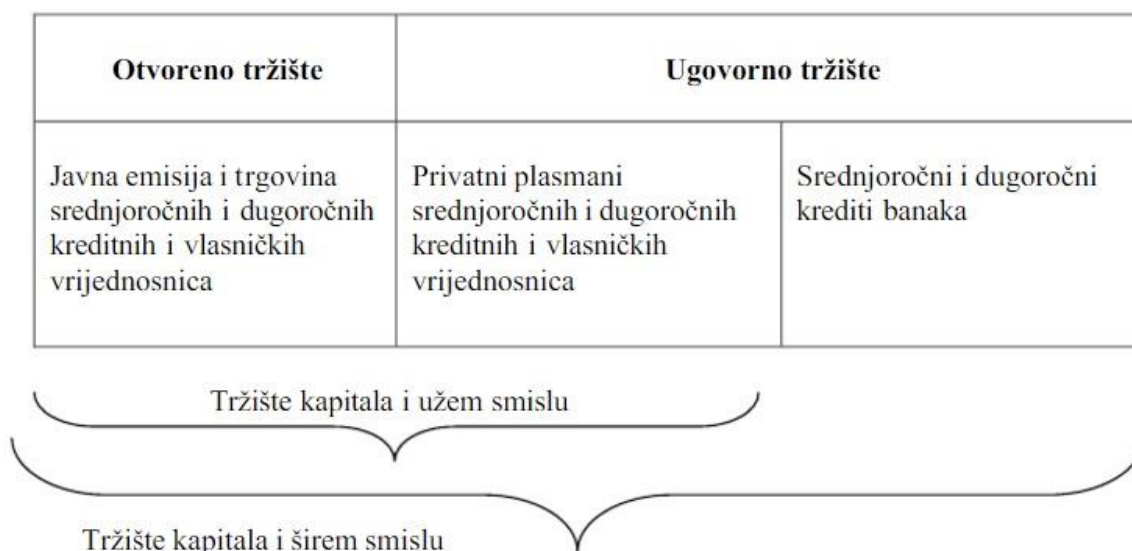 Otvoreno tržište
Ugovorno tržište
Javna emisija i trgovina
srednjoročnih i dugoročnih
kreditnih i vlasničkih
vrijednosnica
Privatni plasmani
srednjoročnih i dugoročnih
kreditnih i vlasničkih
vrijednosnica
Srednjoročni i dugoročni
krediti banaka
Tržište kapitala i užem smislu
Tržište kapitala i širem smislu